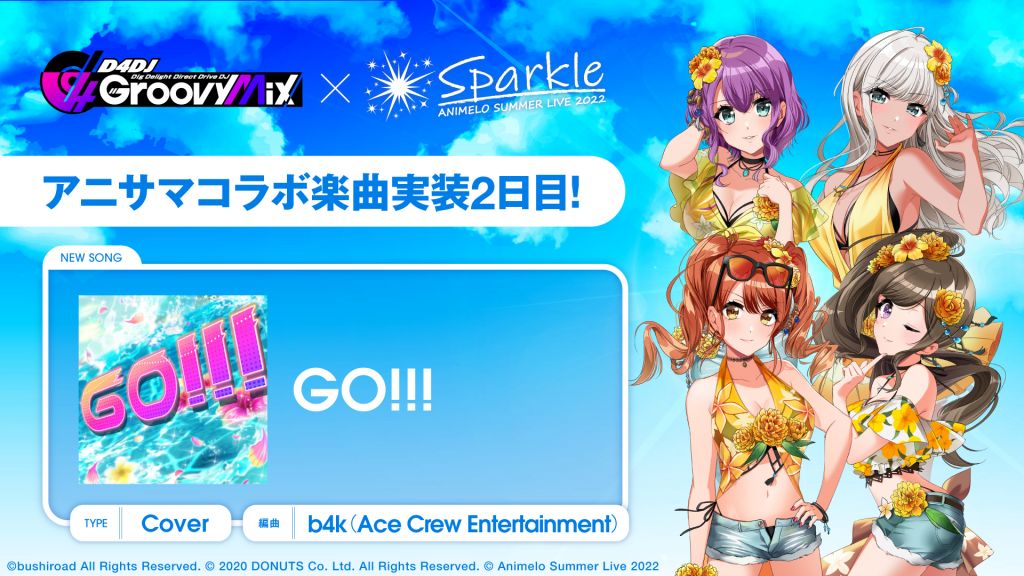 D4DJ
Dig Delight Direct Drive DJ
GROOVYMIX
×
Sparkle
ANIMELO SUMMER LIVE 2022
アニサマコラボ楽曲実装2日目!
NEW SONG
GO!!!
GO!!!
TYPE Cover
編曲 b4k(Ace Crew Entertainment)
©bushiroad All Rights Reserved. © 2020 DONUTS Co. Ltd. All Rights Reserved. © Animelo Summer Live 2022